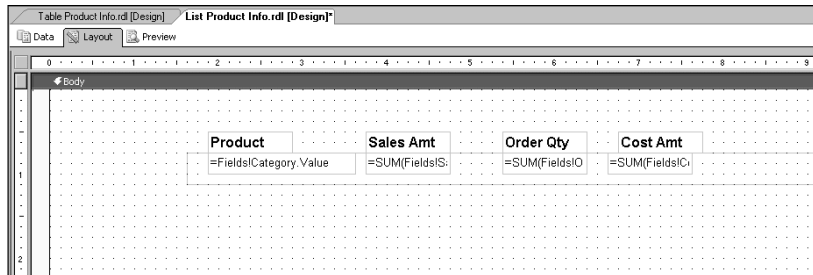 Table Product Info.rdl [Design] List Product Info.rdl [Design]*
Data Layout Preview
0 1 2 3 4 5 6 7 8 9
Body
Product Sales Amt Order Qty Cost Amt
=Fields!Category.Value =SUM(Fields!S =SUM(Fields!O =SUM(Fields!C
1
2